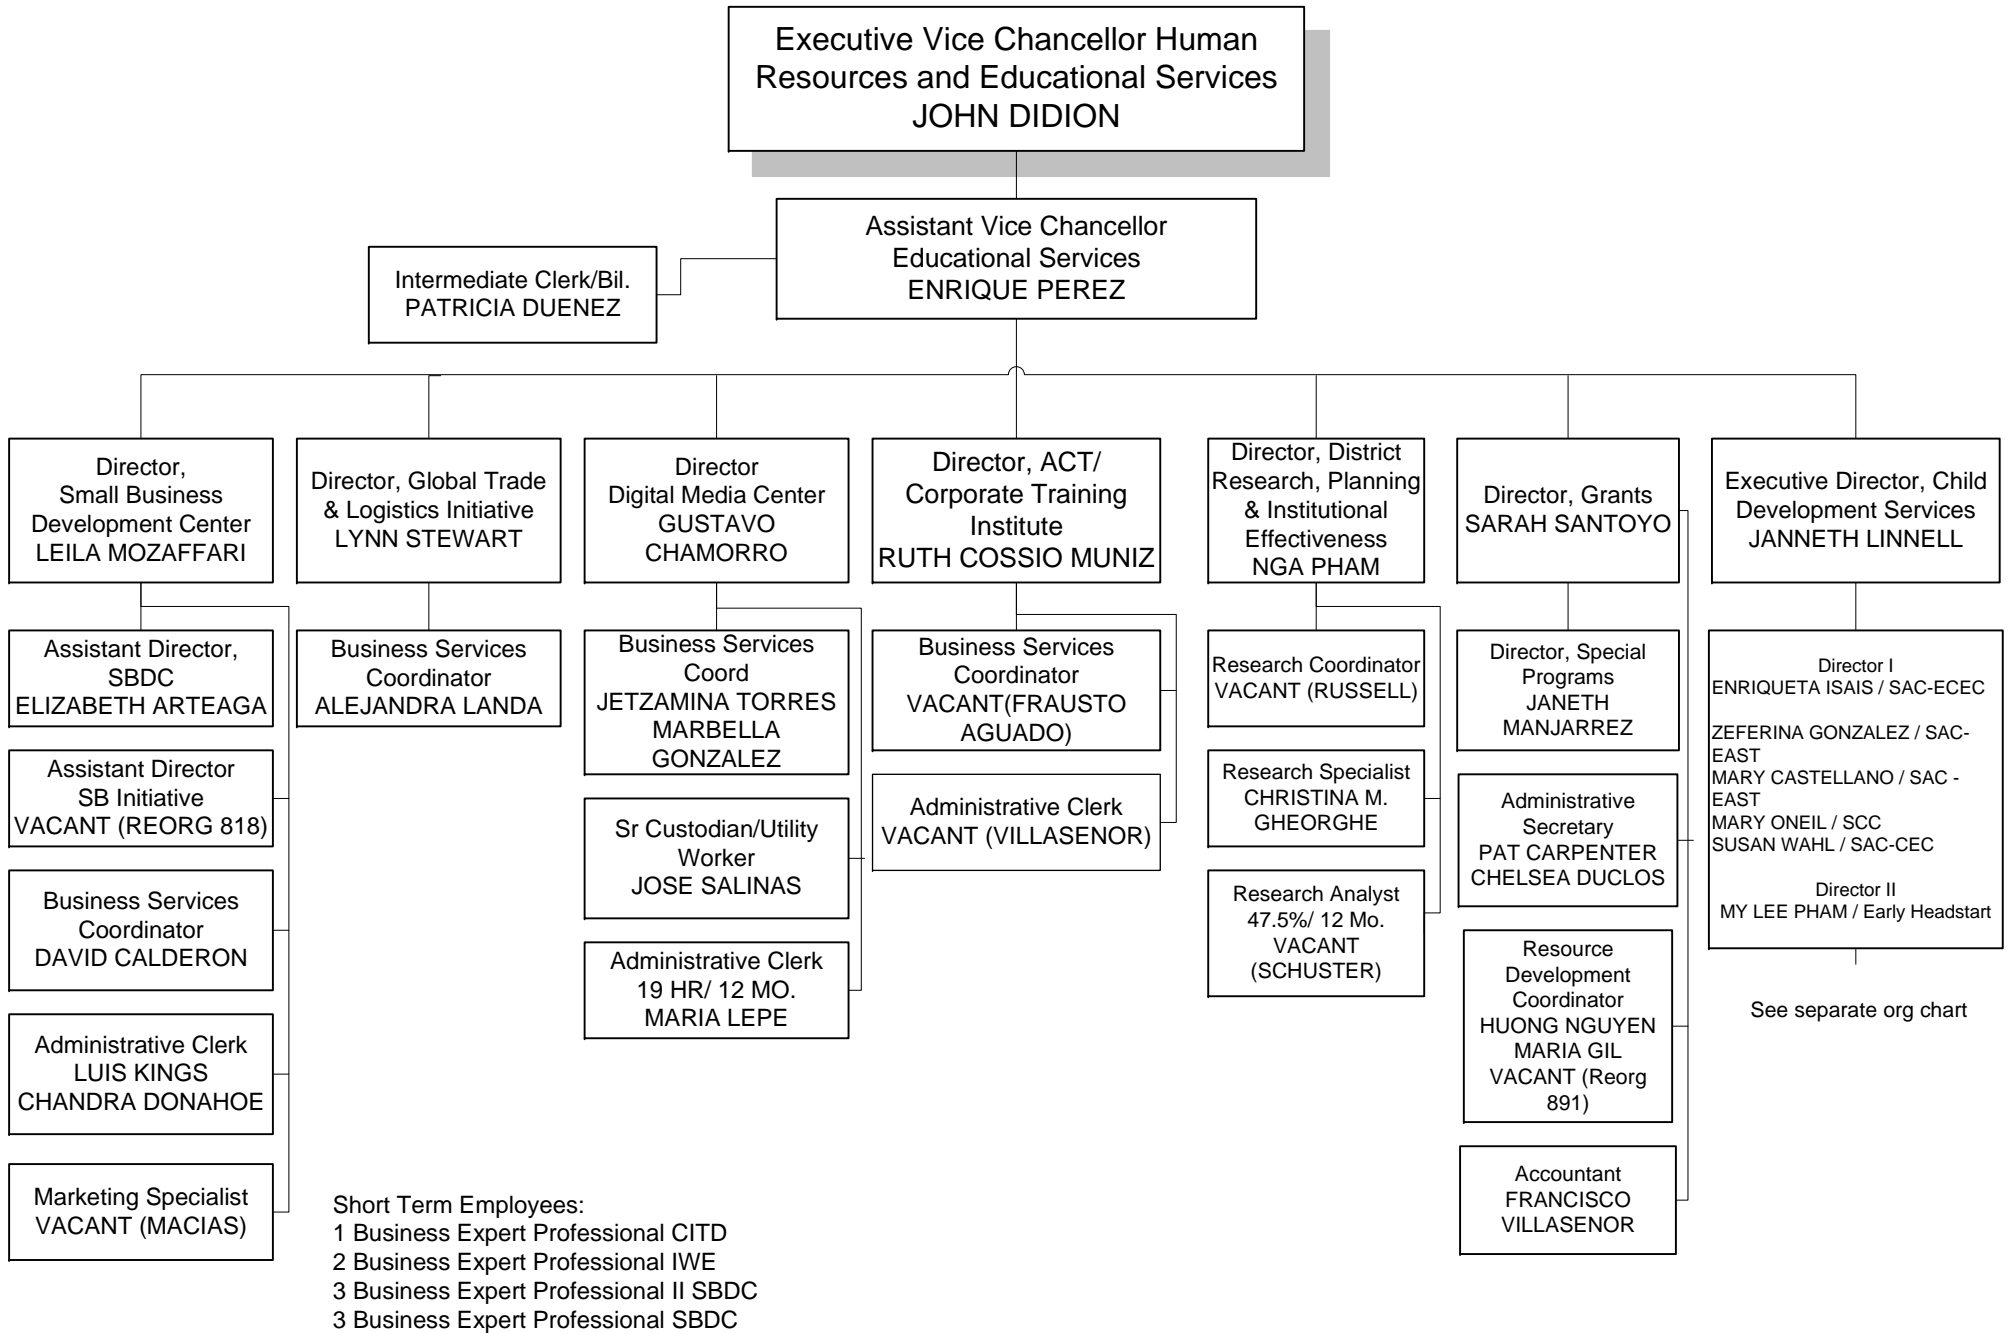 Executive Vice Chancellor Human
Resources and Educational Services
JOHN DIDION
Assistant Vice Chancellor
Educational Services
ENRIQUE PEREZ
Intermediate Clerk/Bil.
PATRICIA DUENEZ
Director,
Small Business
Development Center
LEILA MOZAFFARI
Director, Global Trade
& Logistics Initiative
LYNN STEWART
Director
Digital Media Center
GUSTAVO
CHAMORRO
Director, ACT/
Corporate Training
Institute
RUTH COSSIO MUNIZ
Director, District
Research, Planning
& Institutional
Effectiveness
NGA PHAM
Director, Grants
SARAH SANTOYO
Executive Director, Child
Development Services
JANNETH LINNELL
Assistant Director,
SBDC
ELIZABETH ARTEAGA
Assistant Director
SB Initiative
VACANT (REORG 818)
Business Services
Coordinator
DAVID CALDERON
Administrative Clerk
LUIS KINGS
CHANDRA DONAHOE
Marketing Specialist
VACANT (MACIAS)
Business Services
Coordinator
ALEJANDRA LANDA
Business Services
Coord
JETZAMINA TORRES
MARBELLA
GONZALEZ
Sr Custodian/Utility
Worker
JOSE SALINAS
Administrative Clerk
19 HR/ 12 MO.
MARIA LEPE
Business Services
Coordinator
VACANT(FRAUSTO
AGUADO)
Administrative Clerk
VACANT (VILLASENOR)
Research Coordinator
VACANT (RUSSELL)
Research Specialist
CHRISTINA M.
GHEORGHE
Research Analyst
47.5%/ 12 Mo.
VACANT
(SCHUSTER)
Director, Special
Programs
JANETH
MANJARREZ
Administrative
Secretary
PAT CARPENTER
CHELSEA DUCLOS
Resource
Development
Coordinator
HUONG NGUYEN
MARIA GIL
VACANT (Reorg
891)
Accountant
FRANCISCO
VILLASENOR
Director I
ENRIQUETA ISAIS / SAC-ECEC
ZEFERINA GONZALEZ / SAC-
EAST
MARY CASTELLANO / SAC -
EAST
MARY ONEIL / SCC
SUSAN WAHL / SAC-CEC
Director II
MY LEE PHAM / Early Headstart
See separate org chart
Short Term Employees:
1 Business Expert Professional CITD
2 Business Expert Professional IWE
3 Business Expert Professional II SBDC
3 Business Expert Professional SBDC